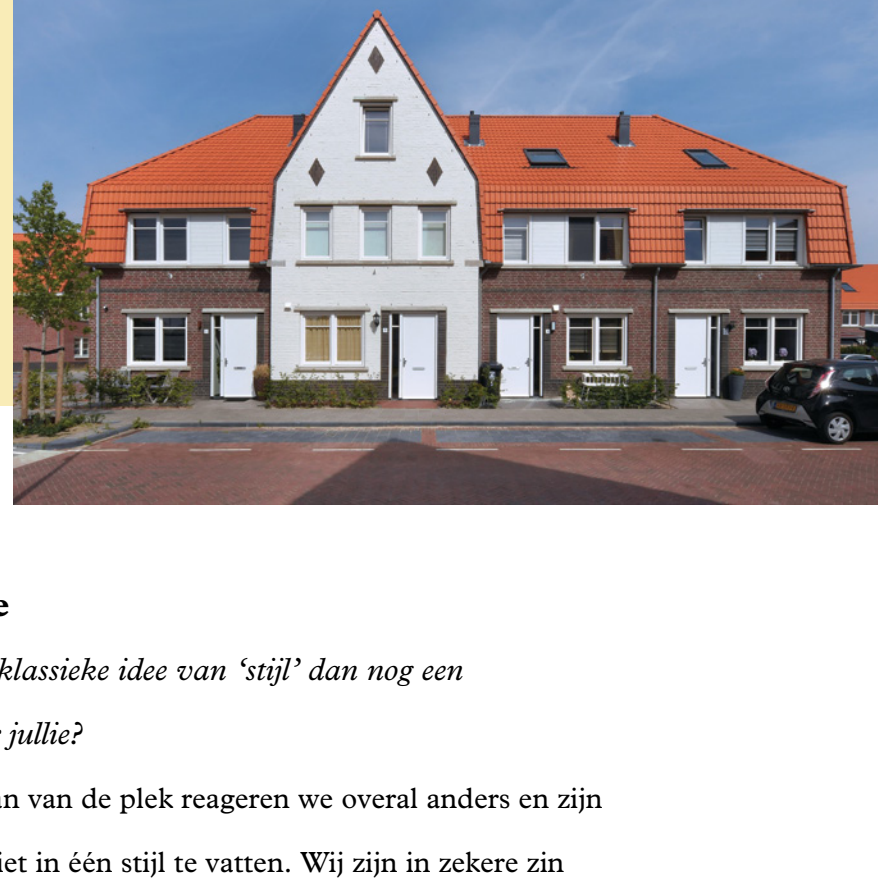 e
klassieke idee van ‘stijl’ dan nog een
jullie?
n van de plek reageren we overal anders en zijn
iet in één stijl te vatten. Wij zijn in zekere zin